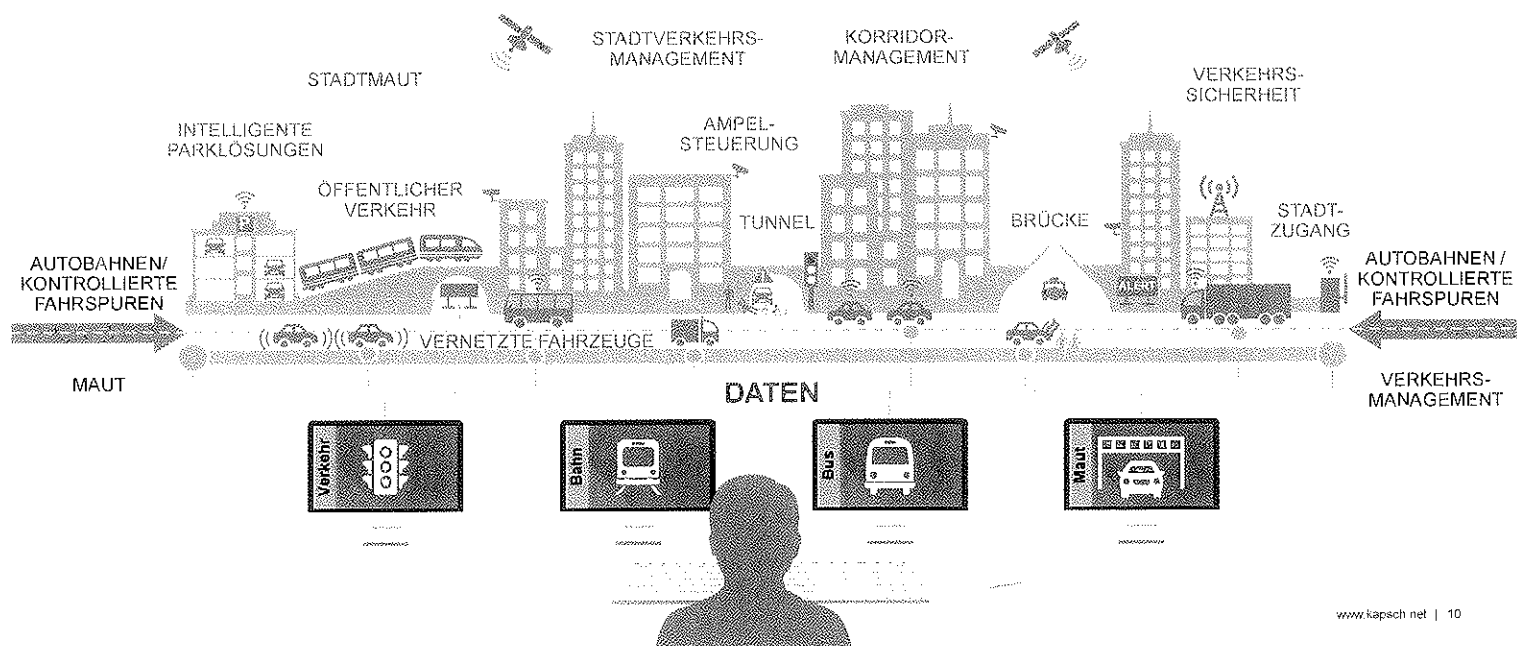 STADTVERKEHRS-
MANAGEMENT
KORRIDOR-
MANAGEMENT
STADTMAUT
VERKEHRS-
SICHERHEIT
INTELLIGENTE
PARKLÖSUNGEN
AMPEL-
STEUERUNG
ÖFFENTLICHER
VERKEHR
TUNNEL
BRÜCKE
STADT-
ZUGANG
AUTOBAHNEN/
KONTROLLIERTE
FAHRSPUREN
AUTOBAHNEN /
KONTROLLIERTE
FAHRSPUREN
ALERT
VERNETZTE FAHRZEUGE
MAUT
DATEN
VERKEHRS-
MANAGEMENT
Verkehr
Bahn
Bus
Maut
www.kapsch.net | 10